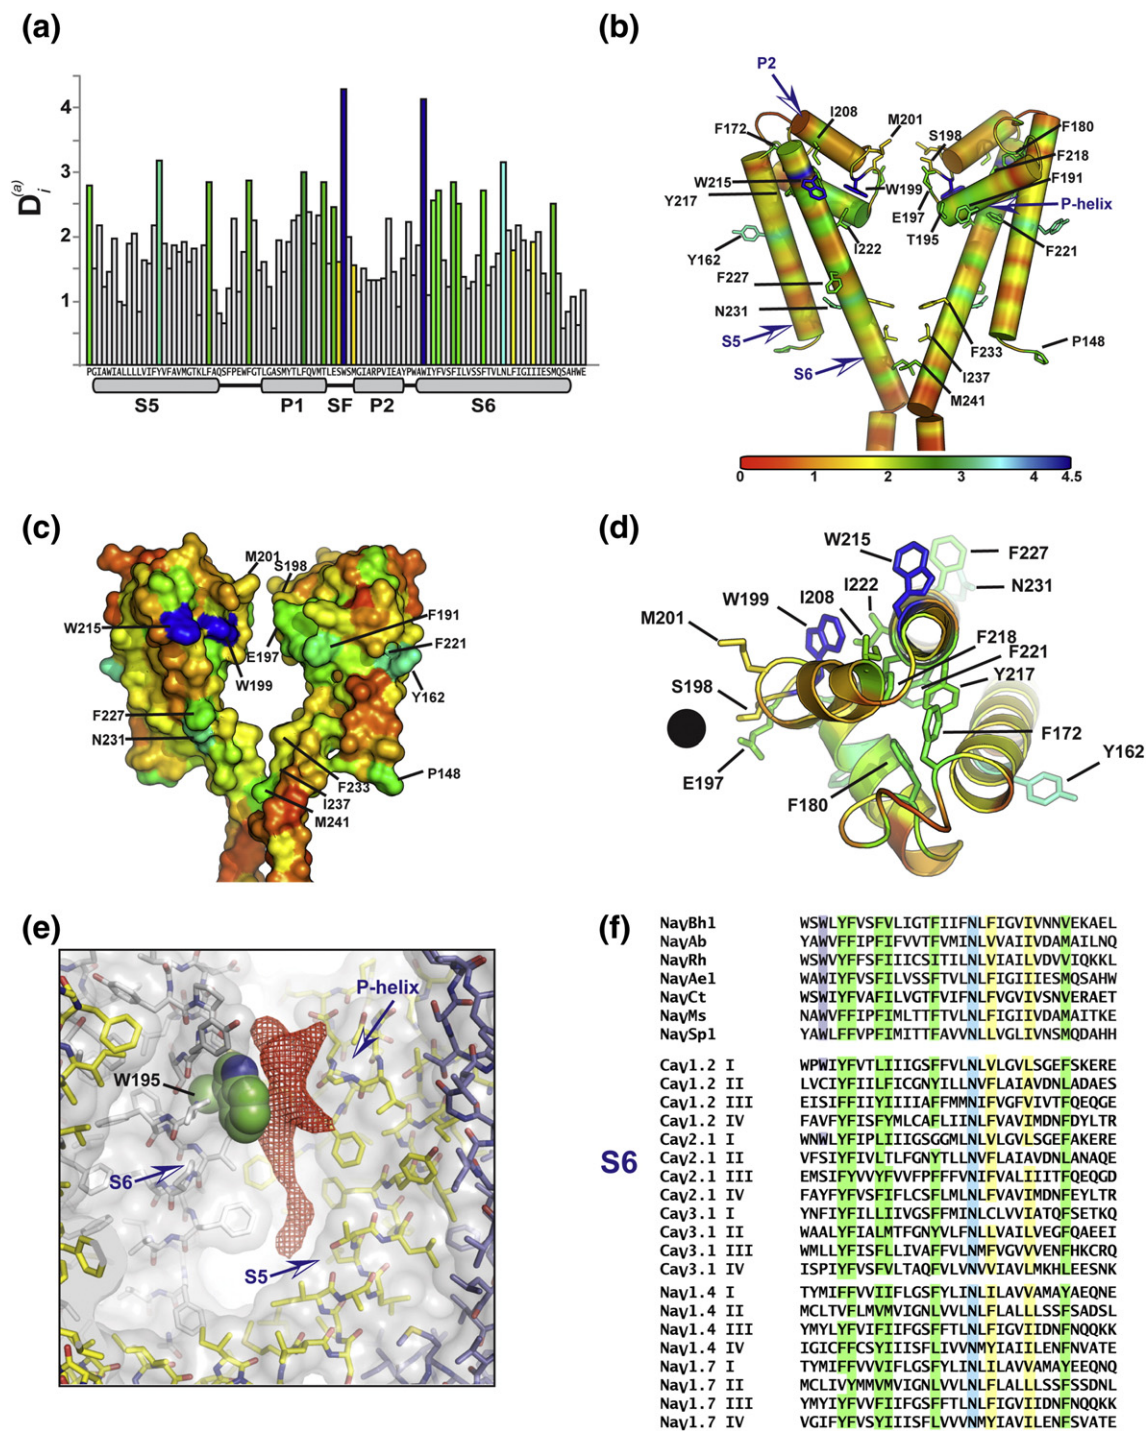 (a)
D i (a)
4
3
2
1
PGIAWIALLLLVIFYVFAVMGTKLFAQSFPEWFGTLGASMYTLFQVMTLESWSMGIARPVIEAYPWAWIYFVSFILVSSFTVLNLFIGIIIESMQSAHWE
S5 P1 SF P2 S6
(b)
P2
I208
M201
F172
S198
F180
F218
W215
F191
W199
Y217
E197
P-helix
T195
I222
F221
Y162
F227
N231
S5
P148
F233
S6
I237
M241
0 1 2 3 4 4.5
(c)
M201
S198
W215
E197
F191
F221
W199
Y162
F227
N231
P148
F233
I237
M241
(d)
W215
F227
I222
N231
I208
W199
M201
F218
F221
Y217
S198
F172
Y162
E197
F180
(e)
P-helix
W195
S6
S5
(f)
S6
NaVBh1 WSWLYFVSFVLIGTFIIFNLFIGVIVNNVEKAEL
NaVAb YAWVFFIPFIFVVTFVMINLVVAIIVDAMAILNQ
NaVRh WSWVYFFSFIIICSITILNLVVAILVDVVIQKKL
NaVAe1 WAWIYFVSFILVSSFTVLNLFIGIIIESMQSAHW
NaVCt WSWIYFVAFILVGTFVIFNLFVGVIVSNVERAET
NaVMs NAWVFFIPFIMLTTFTVLNLFIGIIVDAMAITKE
NaVSp1 YAWLFFVPFIMITTFAVVNLLVGLIVNSMQDAHH
CaV1.2 I WPWIYFVTLIIIGSFFVLNLVLGVLSGEFSKERE
CaV1.2 II LVCIYFIILFICGNYILLNVFLAIAVDNLADAES
CaV1.2 III EISIFFIIYIIIIAFFMMNIFVGFVIVTFQEQGE
CaV1.2 IV FAVFYFISFYMLCAFLIINLFVAVIMDNFDYLTR
CaV2.1 I WNWLYFIPLIIIGSGGMLNLVLGVLSGEFAKERE
CaV2.1 II VFSIYFIVLTLFGNYTLLNVFLAIAVDNLANAQE
CaV2.1 III EMSIFYVVYFVVFPFFFVNIFVALIIITFQEQGD
CaV2.1 IV FAYFYFVSFIFLCSFLMLNLFVAVIMDNFEYLTR
CaV3.1 I YNFIYFILLIIVGSFFMINLCLVVIATQFSETKQ
CaV3.1 II WAALYFIALMTFGNYVLFNLLVAILVEGFQAEEI
CaV3.1 III WMLLYFISFLLIVAFFVLNMFVGVVVENFHKCRQ
CaV3.1 IV ISPIYFVSFVLTAQFVLVNVVIAVLMKHLEESNK
NaV1.4 I TYMIFFVVIIFLGSFYLINLILAVVAMAYAEQNE
NaV1.4 II MCLTVFLMVMVIGNLVVLNLFLALLLSSFSADSL
NaV1.4 III YMYLYFVIFIIFGSFFTLNLFIGVIIDNFNQQKK
NaV1.4 IV IGICFFCSYIIISFLIVVNMYIAIILENFNVATE
NaV1.7 I TYMIFFVVVIFLGSFYLINLILAVVAMAYEEQNQ
NaV1.7 II MCLIVYMMVMVIGNLVVLNLFLALLLSSFSSDNL
NaV1.7 III YMYIYFVIFIIFGSFFTLNLFIGVIIDNFNQQKK
NaV1.7 IV VGIFYFVSYIIISFLVVVNMYIAVILENFSVATE